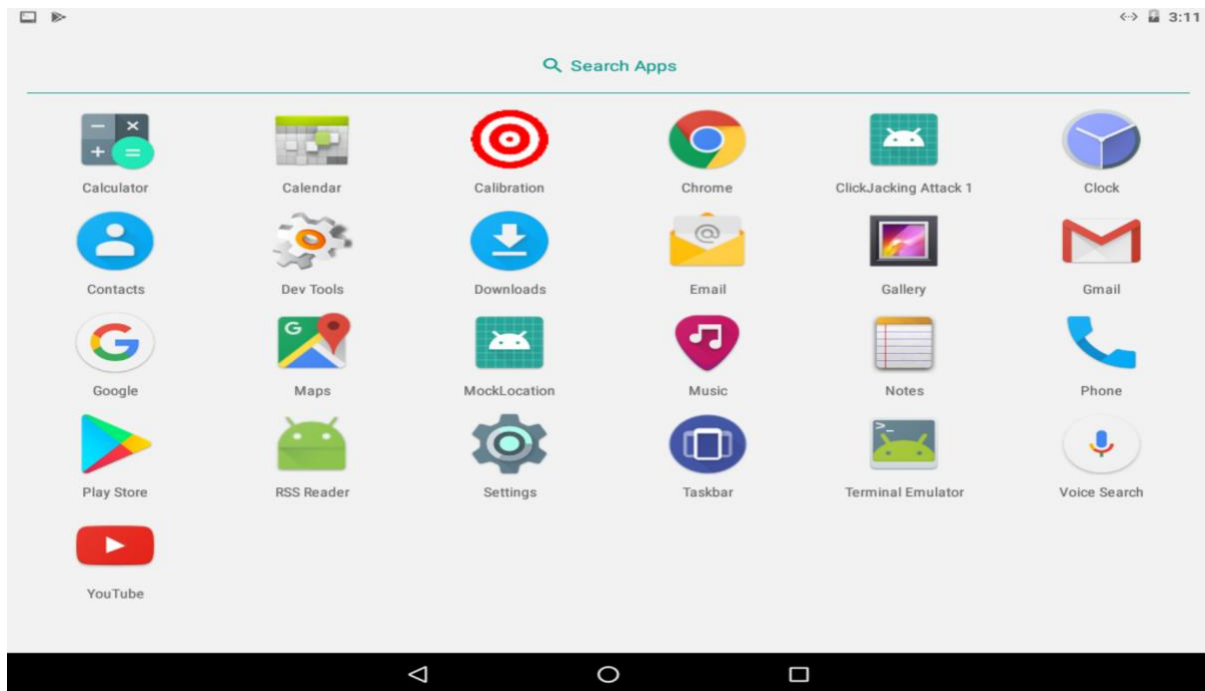 3:11
Search Apps
Calculator Calendar Calibration Chrome ClickJacking Attack 1 Clock
Contacts Dev Tools Downloads Email Gallery Gmail
Google Maps MockLocation Music Notes Phone
Play Store RSS Reader Settings Taskbar Terminal Emulator Voice Search
YouTube